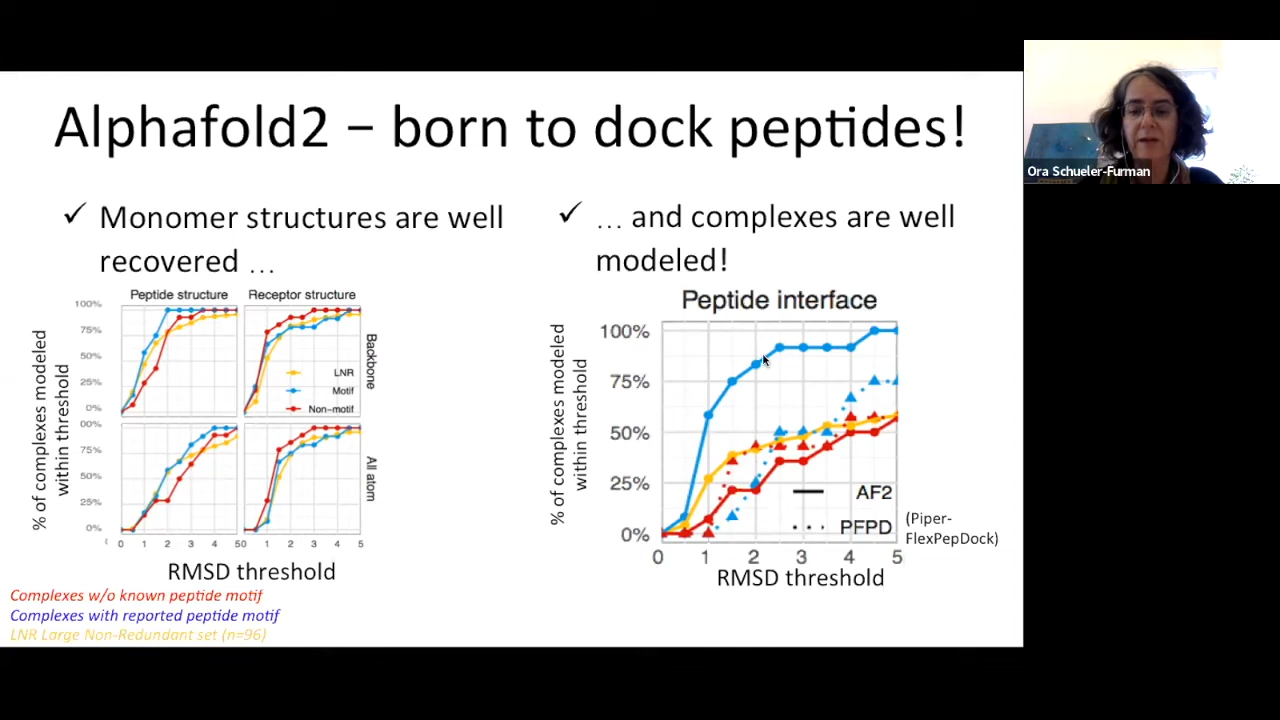 Alphafold2 – born to dock peptides!
Ora Schueler-Furman
✓ Monomer structures are well
recovered …
✓ … and complexes are well
modeled!
Peptide structure
Receptor structure
% of complexes modeled
within threshold
100%
75%
50%
25%
0%
LNR
Motif
Non-motif
Backbone
00%
75%
50%
25%
0%
All atom
0 1 2 3 4 50 1 2 3 4 5
RMSD threshold
Complexes w/o known peptide motif
Complexes with reported peptide motif
LNR Large Non-Redundant set (n=96)
Peptide interface
% of complexes modeled
within threshold
100%
75%
50%
25%
0%
AF2
PFPD
(Piper-
FlexPepDock)
0 1 2 3 4 5
RMSD threshold